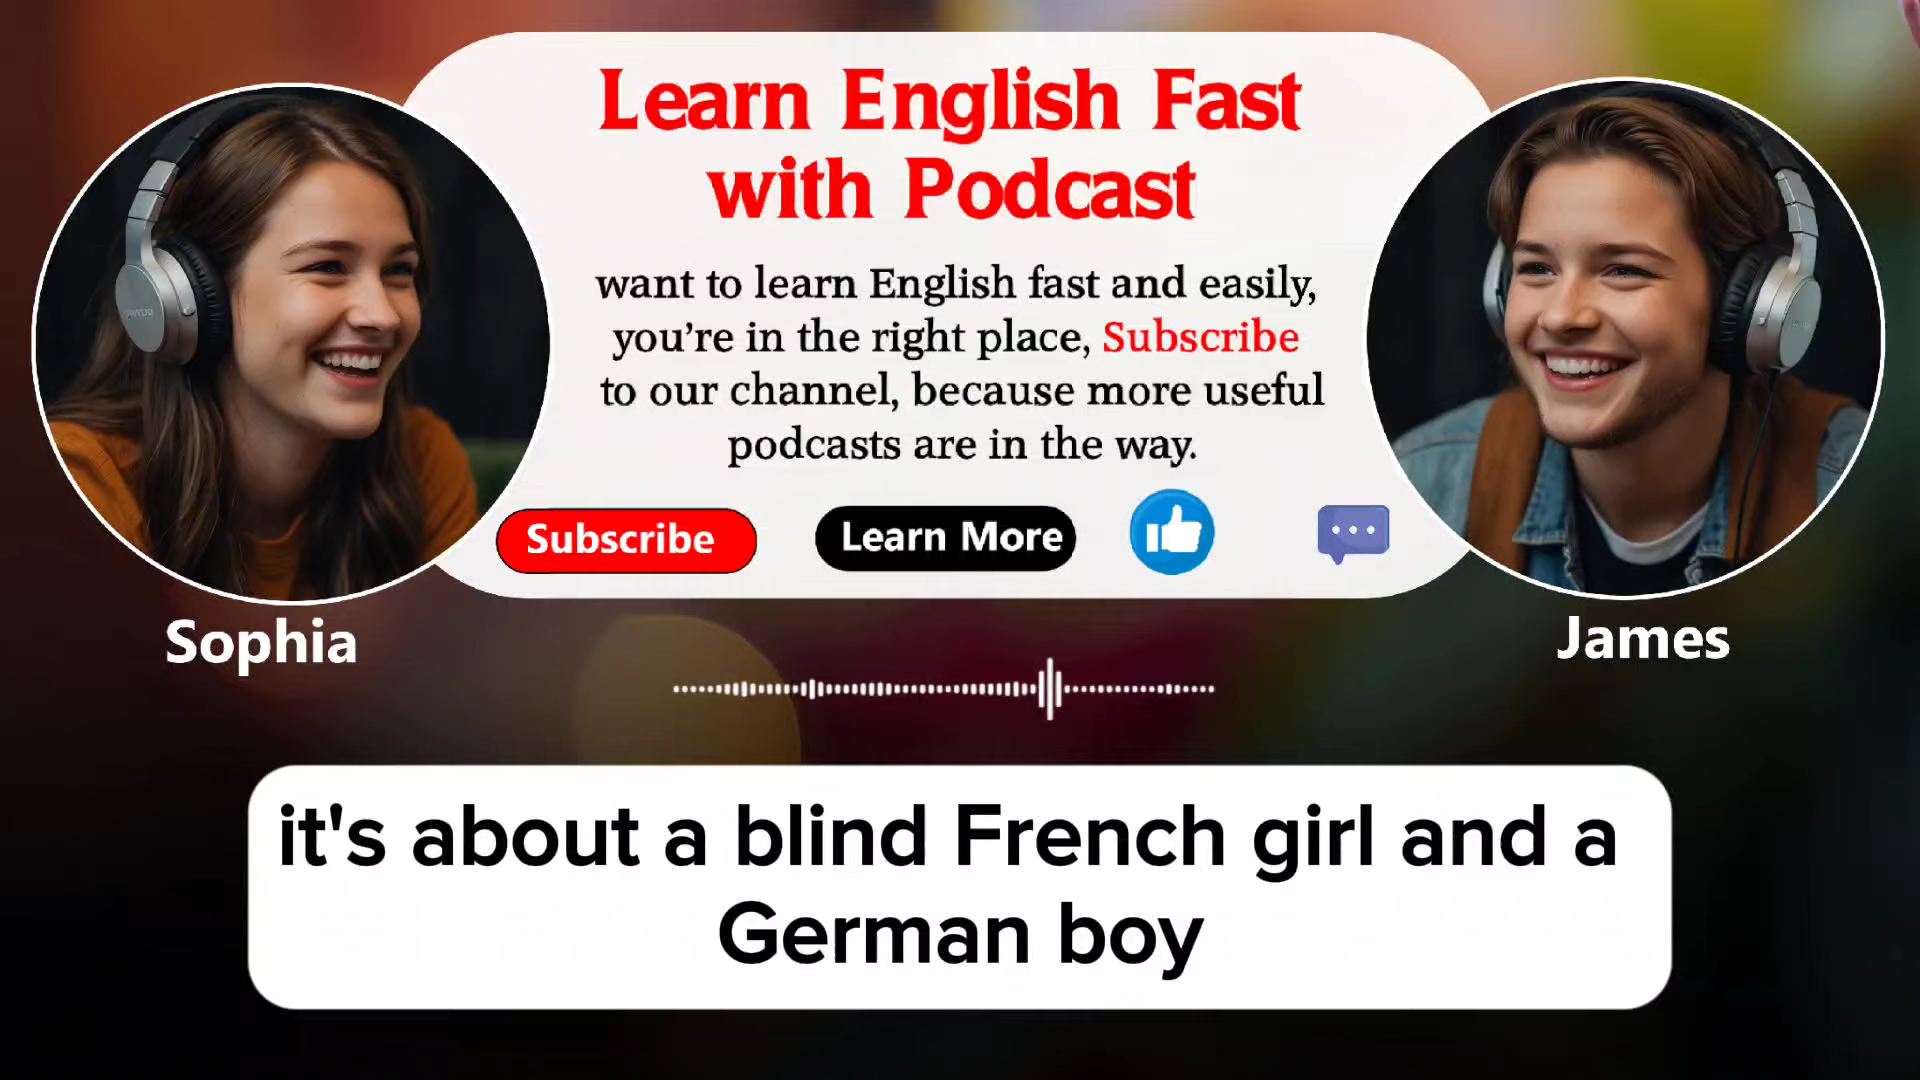 Learn English Fast
with Podcast
want to learn English fast and easily,
you're in the right place, Subscribe
to our channel, because more useful
podcasts are in the way.
Subscribe
Learn More
Sophia
James
it's about a blind French girl and a
German boy